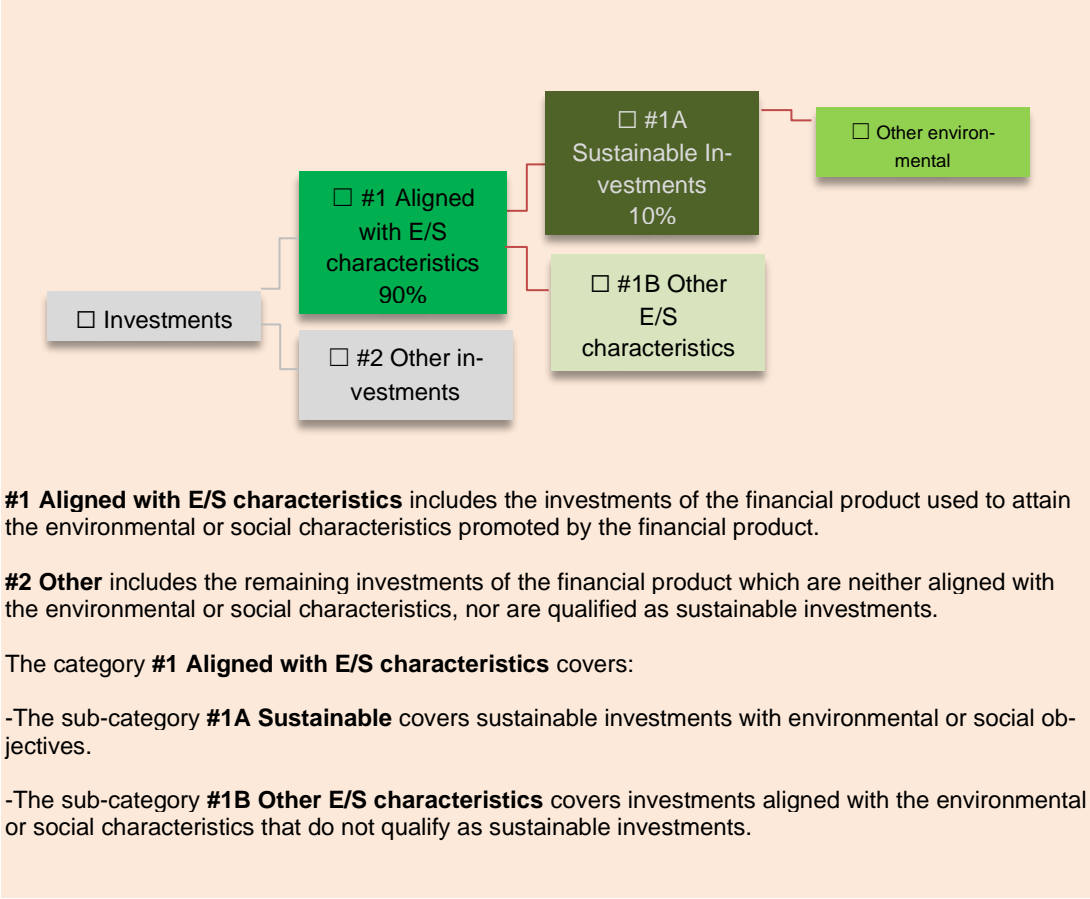 ☐ #1A
Sustainable In-
vestments
10%
☐ Other environ-
mental
☐ #1 Aligned
with E/S
characteristics
90%
☐ #1B Other
E/S
characteristics
☐ Investments
☐ #2 Other in-
vestments
#1 Aligned with E/S characteristics includes the investments of the financial product used to attain
the environmental or social characteristics promoted by the financial product.
#2 Other includes the remaining investments of the financial product which are neither aligned with
the environmental or social characteristics, nor are qualified as sustainable investments.
The category #1 Aligned with E/S characteristics covers:
-The sub-category #1A Sustainable covers sustainable investments with environmental or social ob-
jectives.
-The sub-category #1B Other E/S characteristics covers investments aligned with the environmental
or social characteristics that do not qualify as sustainable investments.